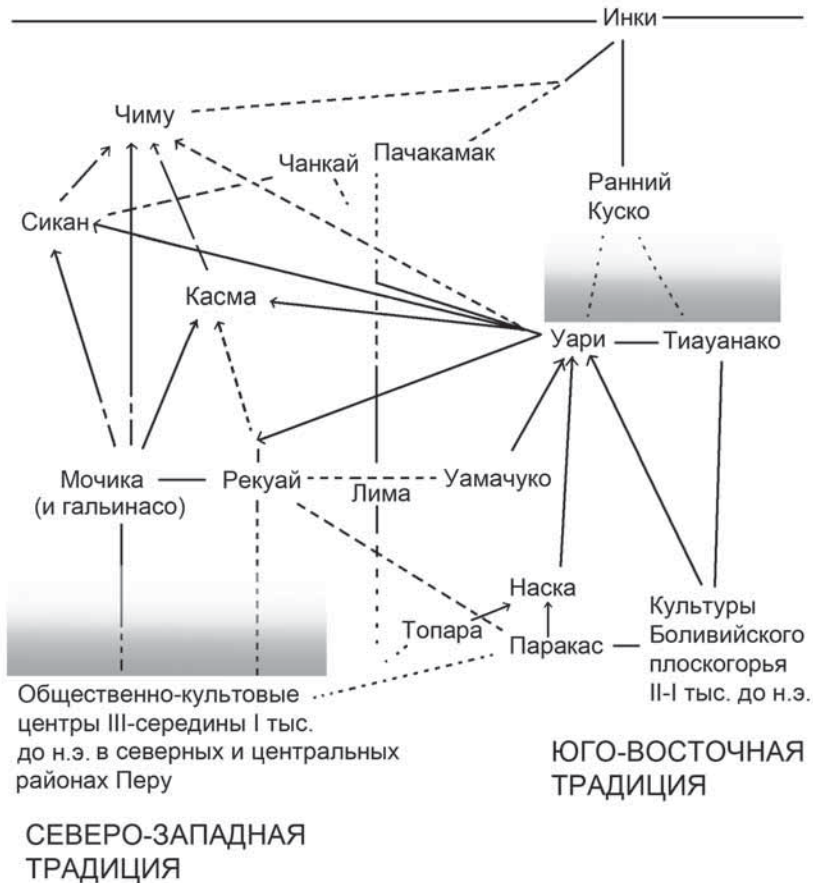 Инки
Чиму
Чанкай
Пачакамак
Ранний
Куско
Сикан
Касма
Уари
Тиауанако
Мочика
(и гальинасо)
Рекуай
Лима
Уамачуко
Наска
Топара
Паракас
Культуры
Боливийского
плоскогорья
II-I тыс. до н.э.
Общественно-культовые
центры III-середины I тыс.
до н.э. в северных и центральных
районах Перу
ЮГО-ВОСТОЧНАЯ
ТРАДИЦИЯ
СЕВЕРО-ЗАПАДНАЯ
ТРАДИЦИЯ